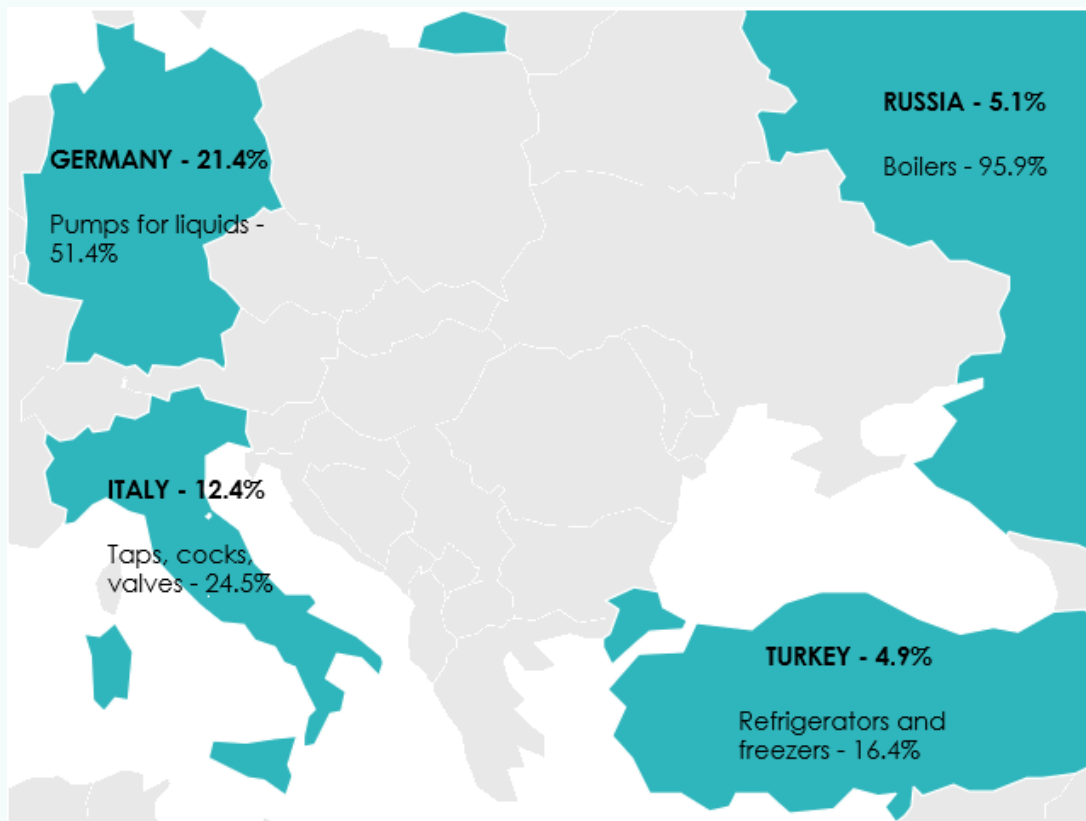 RUSSIA - 5.1%
Boilers - 95.9%
GERMANY - 21.4%
Pumps for liquids -
51.4%
ITALY - 12.4%
Taps, cocks,
valves - 24.5%
TURKEY - 4.9%
Refrigerators and
freezers - 16.4%